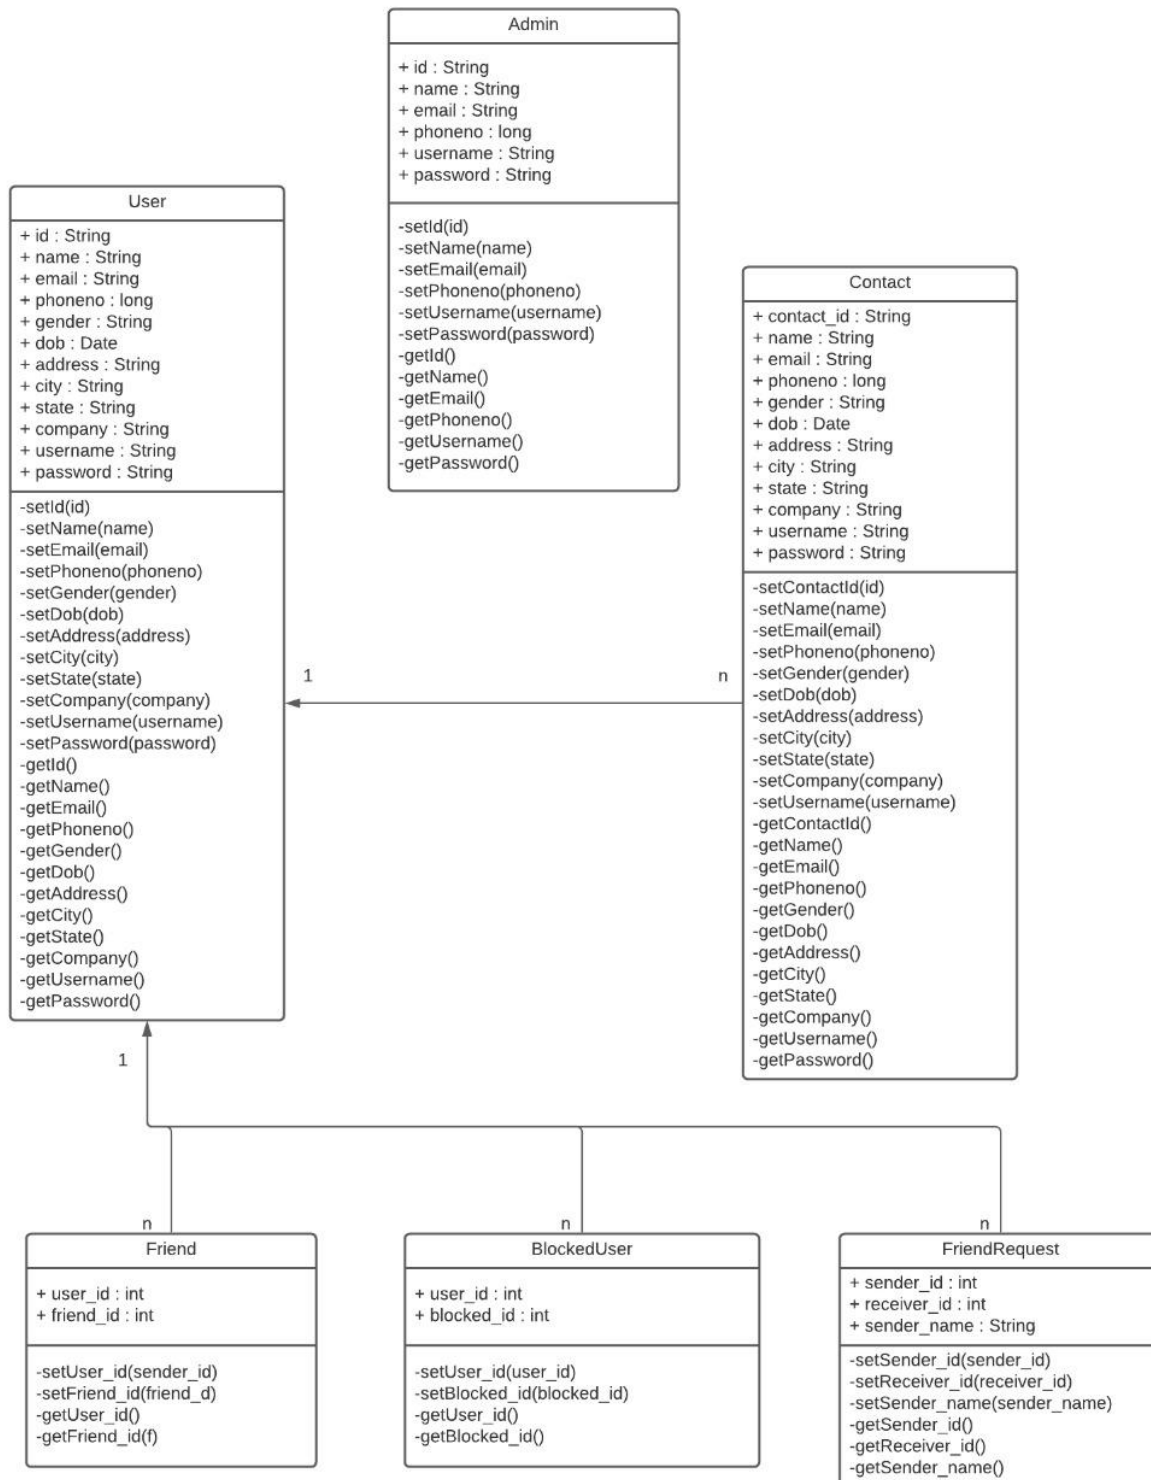 Admin
+ id : String
+ name : String
+ email : String
+ phoneno : long
+ username : String
+ password : String
-setId(id)
-setName(name)
-setEmail(email)
-setPhoneno(phoneno)
-setUsername(username)
-setPassword(password)
-getId()
-getName()
-getEmail()
-getPhoneno()
-getUsername()
-getPassword()
User
+ id : String
+ name : String
+ email : String
+ phoneno : long
+ gender : String
+ dob : Date
+ address : String
+ city : String
+ state : String
+ company : String
+ username : String
+ password : String
-setId(id)
-setName(name)
-setEmail(email)
-setPhoneno(phoneno)
-setGender(gender)
-setDob(dob)
-setAddress(address)
-setCity(city)
-setState(state)
-setCompany(company)
-setUsername(username)
-setPassword(password)
-getId()
-getName()
-getEmail()
-getPhoneno()
-getGender()
-getDob()
-getAddress()
-getCity()
-getState()
-getCompany()
-getUsername()
-getPassword()
1
n
Contact
+ contact_id : String
+ name : String
+ email : String
+ phoneno : long
+ gender : String
+ dob : Date
+ address : String
+ city : String
+ state : String
+ company : String
+ username : String
+ password : String
-setContactId(id)
-setName(name)
-setEmail(email)
-setPhoneno(phoneno)
-setGender(gender)
-setDob(dob)
-setAddress(address)
-setCity(city)
-setState(state)
-setCompany(company)
-setUsername(username)
-getContactId()
-getName()
-getEmail()
-getPhoneno()
-getGender()
-getDob()
-getAddress()
-getCity()
-getState()
-getCompany()
-getUsername()
-getPassword()
1
n
Friend
+ user_id : int
+ friend_id : int
-setUser_id(sender_id)
-setFriend_id(friend_d)
-getUser_id()
-getFriend_id(f)
n
BlockedUser
+ user_id : int
+ blocked_id : int
-setUser_id(user_id)
-setBlocked_id(blocked_id)
-getUser_id()
-getBlocked_id()
n
FriendRequest
+ sender_id : int
+ receiver_id : int
+ sender_name : String
-setSender_id(sender_id)
-setReceiver_id(receiver_id)
-setSender_name(sender_name)
-getSender_id()
-getReceiver_id()
-getSender_name()